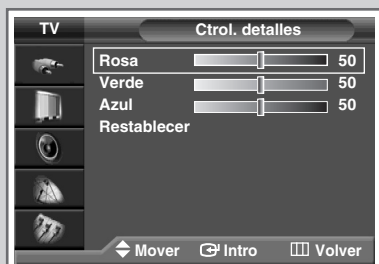 TV Ctrol. detalles
Rosa 50
Verde 50
Azul 50
Restablecer
Mover Intro Volver